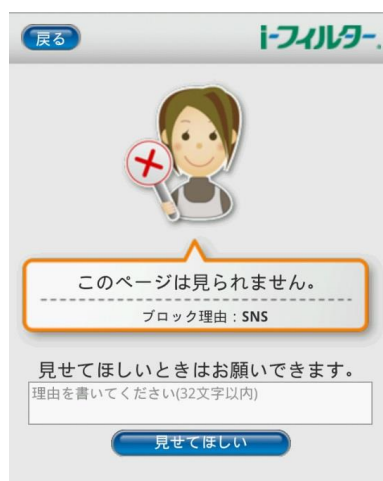 戻る
i-フィルター®
このページは見られません。
ブロック理由：SNS
見せてほしいときはお願いできます。
理由を書いてください(32文字以内)
見せてほしい